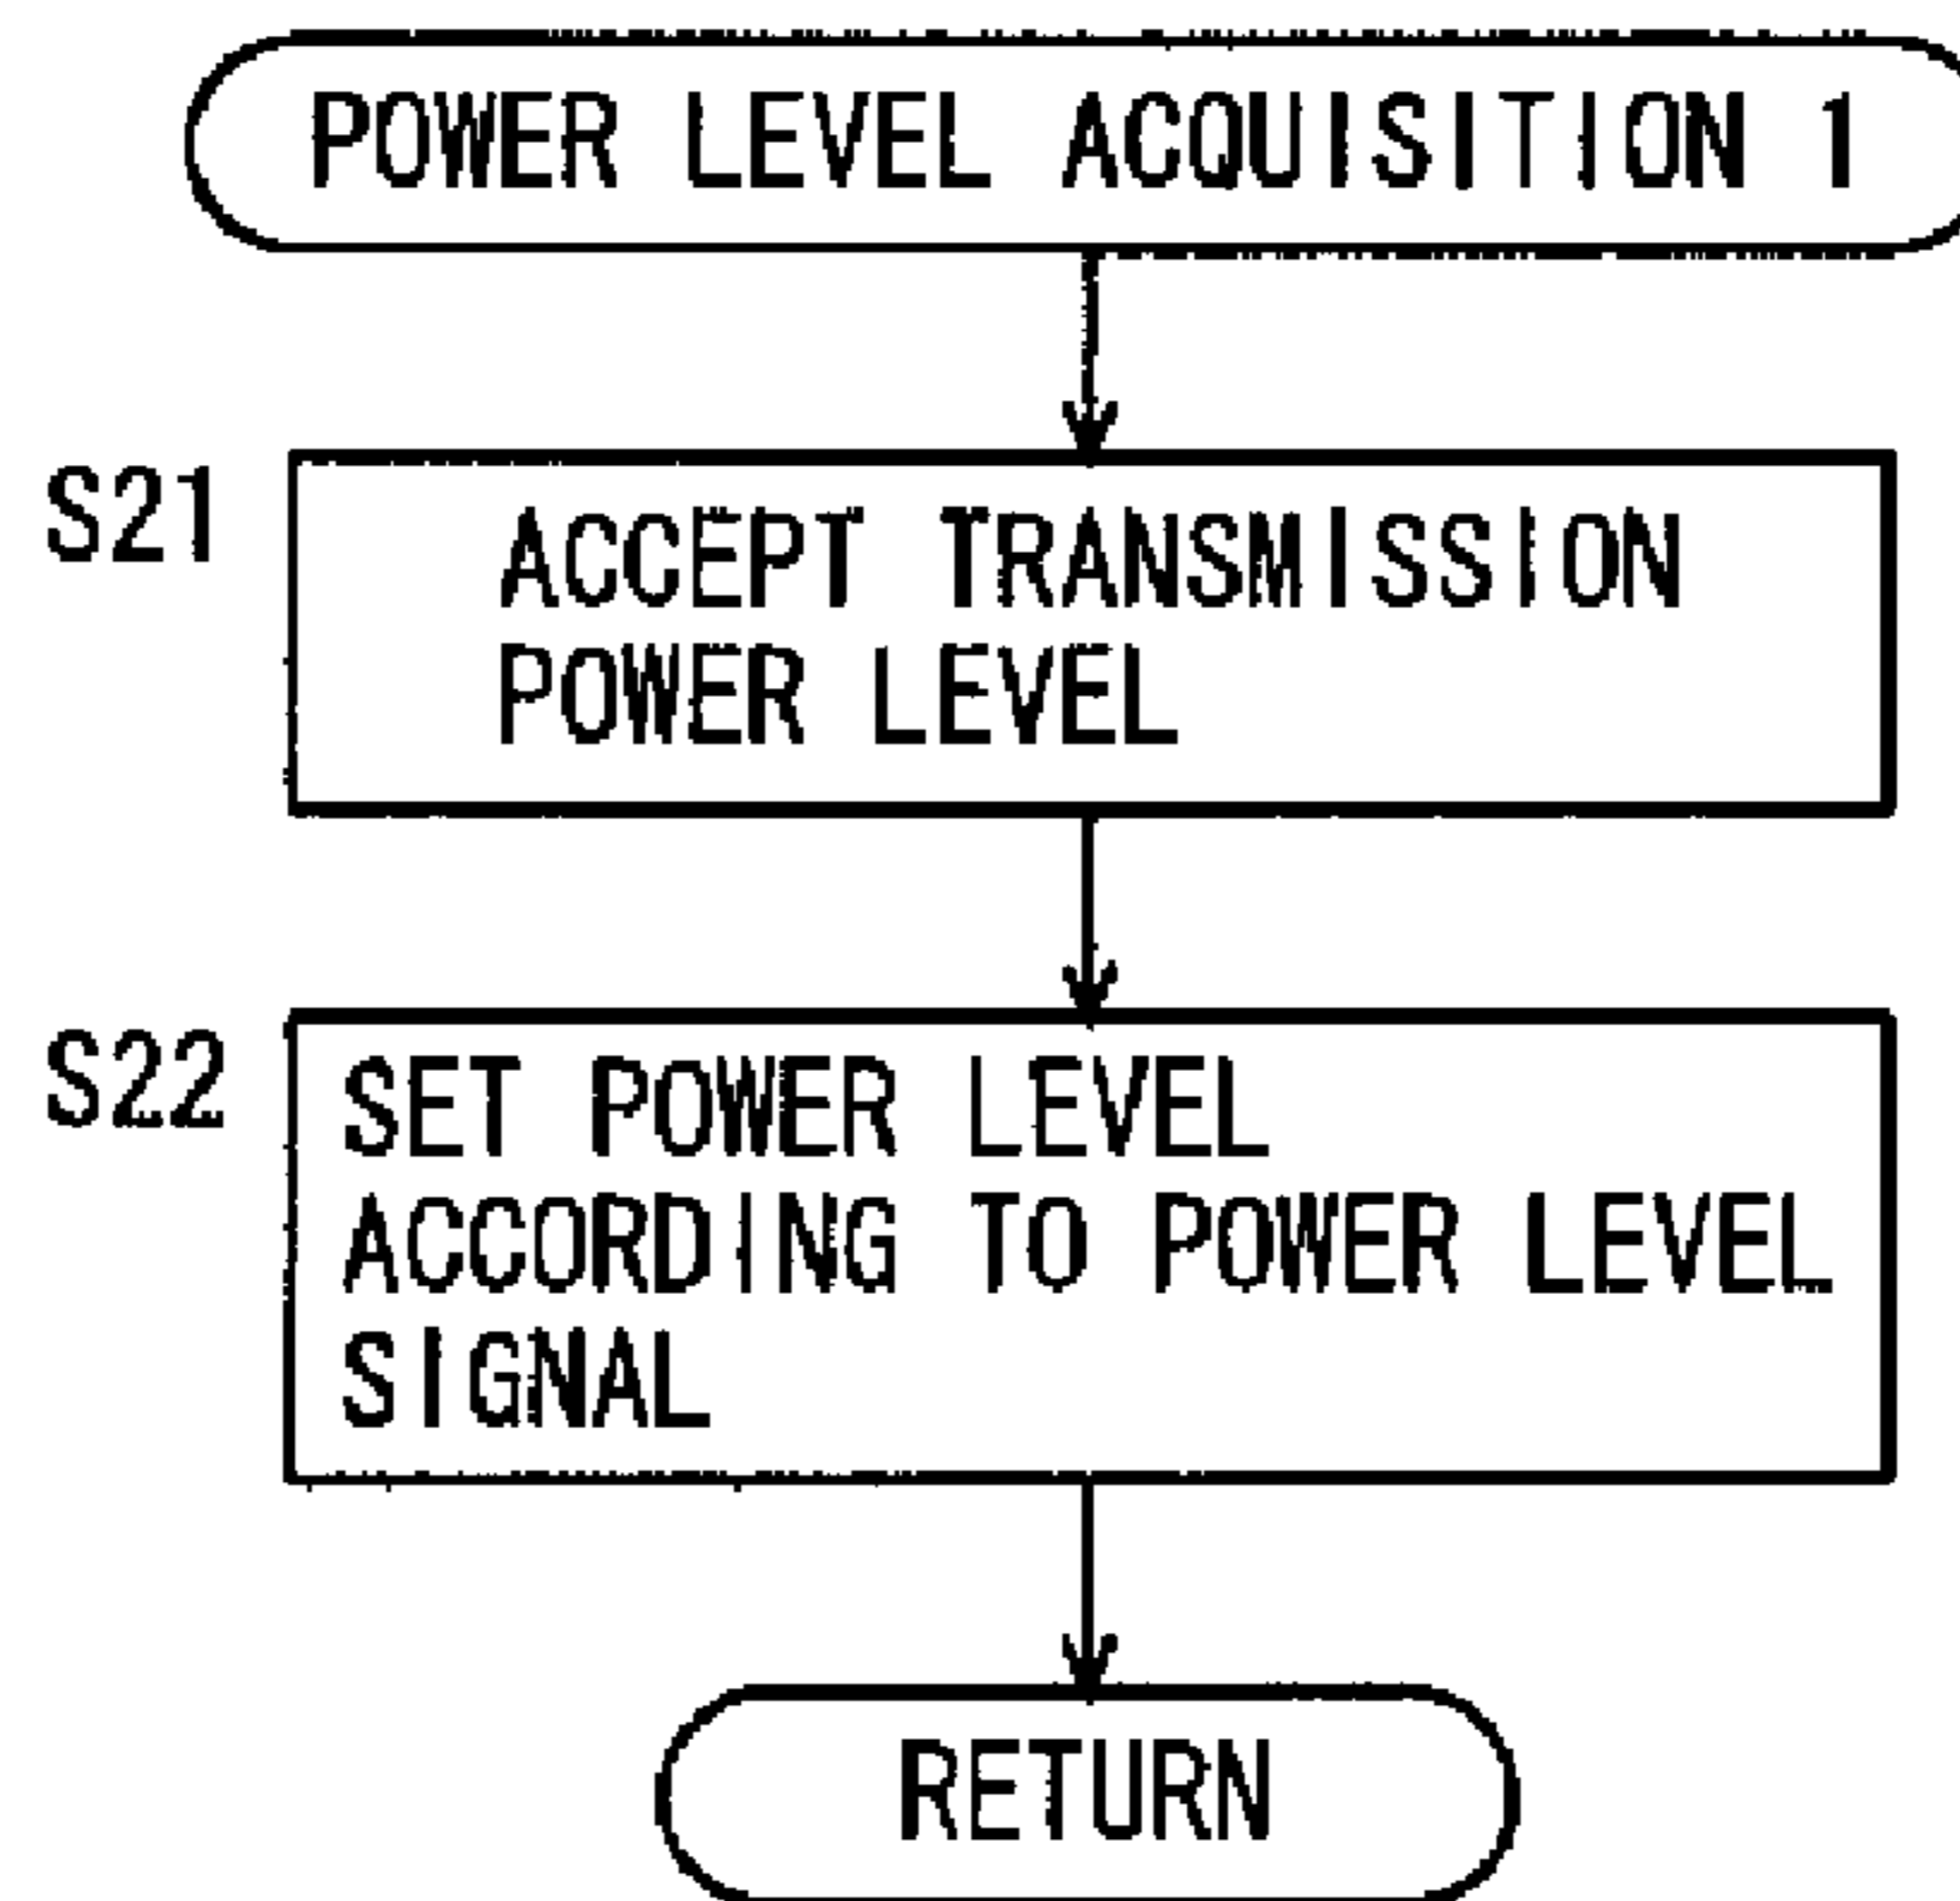 POWER LEVEL ACQUISITION 1
S21
ACCEPT TRANSMISSION
POWER LEVEL
S22
SET POWER LEVEL
ACCORDING TO POWER LEVEL
SIGNAL
RETURN